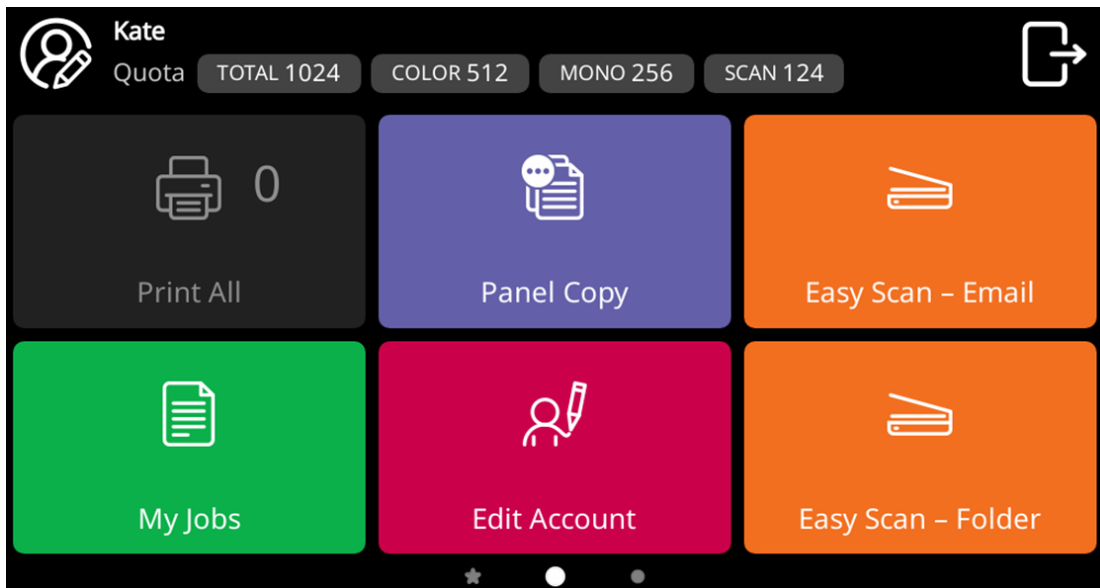 Kate
Quota TOTAL 1024 COLOR 512 MONO 256 SCAN 124
0
Print All Panel Copy Easy Scan – Email
My Jobs Edit Account Easy Scan – Folder